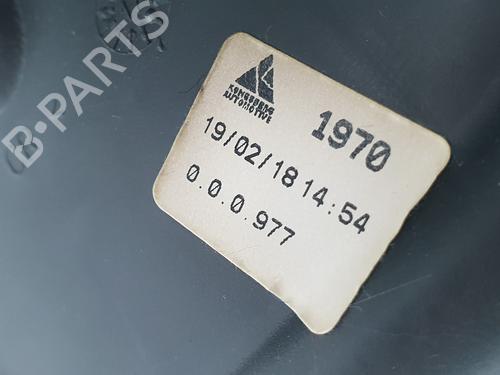 KONGSBERG
AUTOMOTIVE
1970
19/02/18 14:54
0.0.0.977
B-PARTS